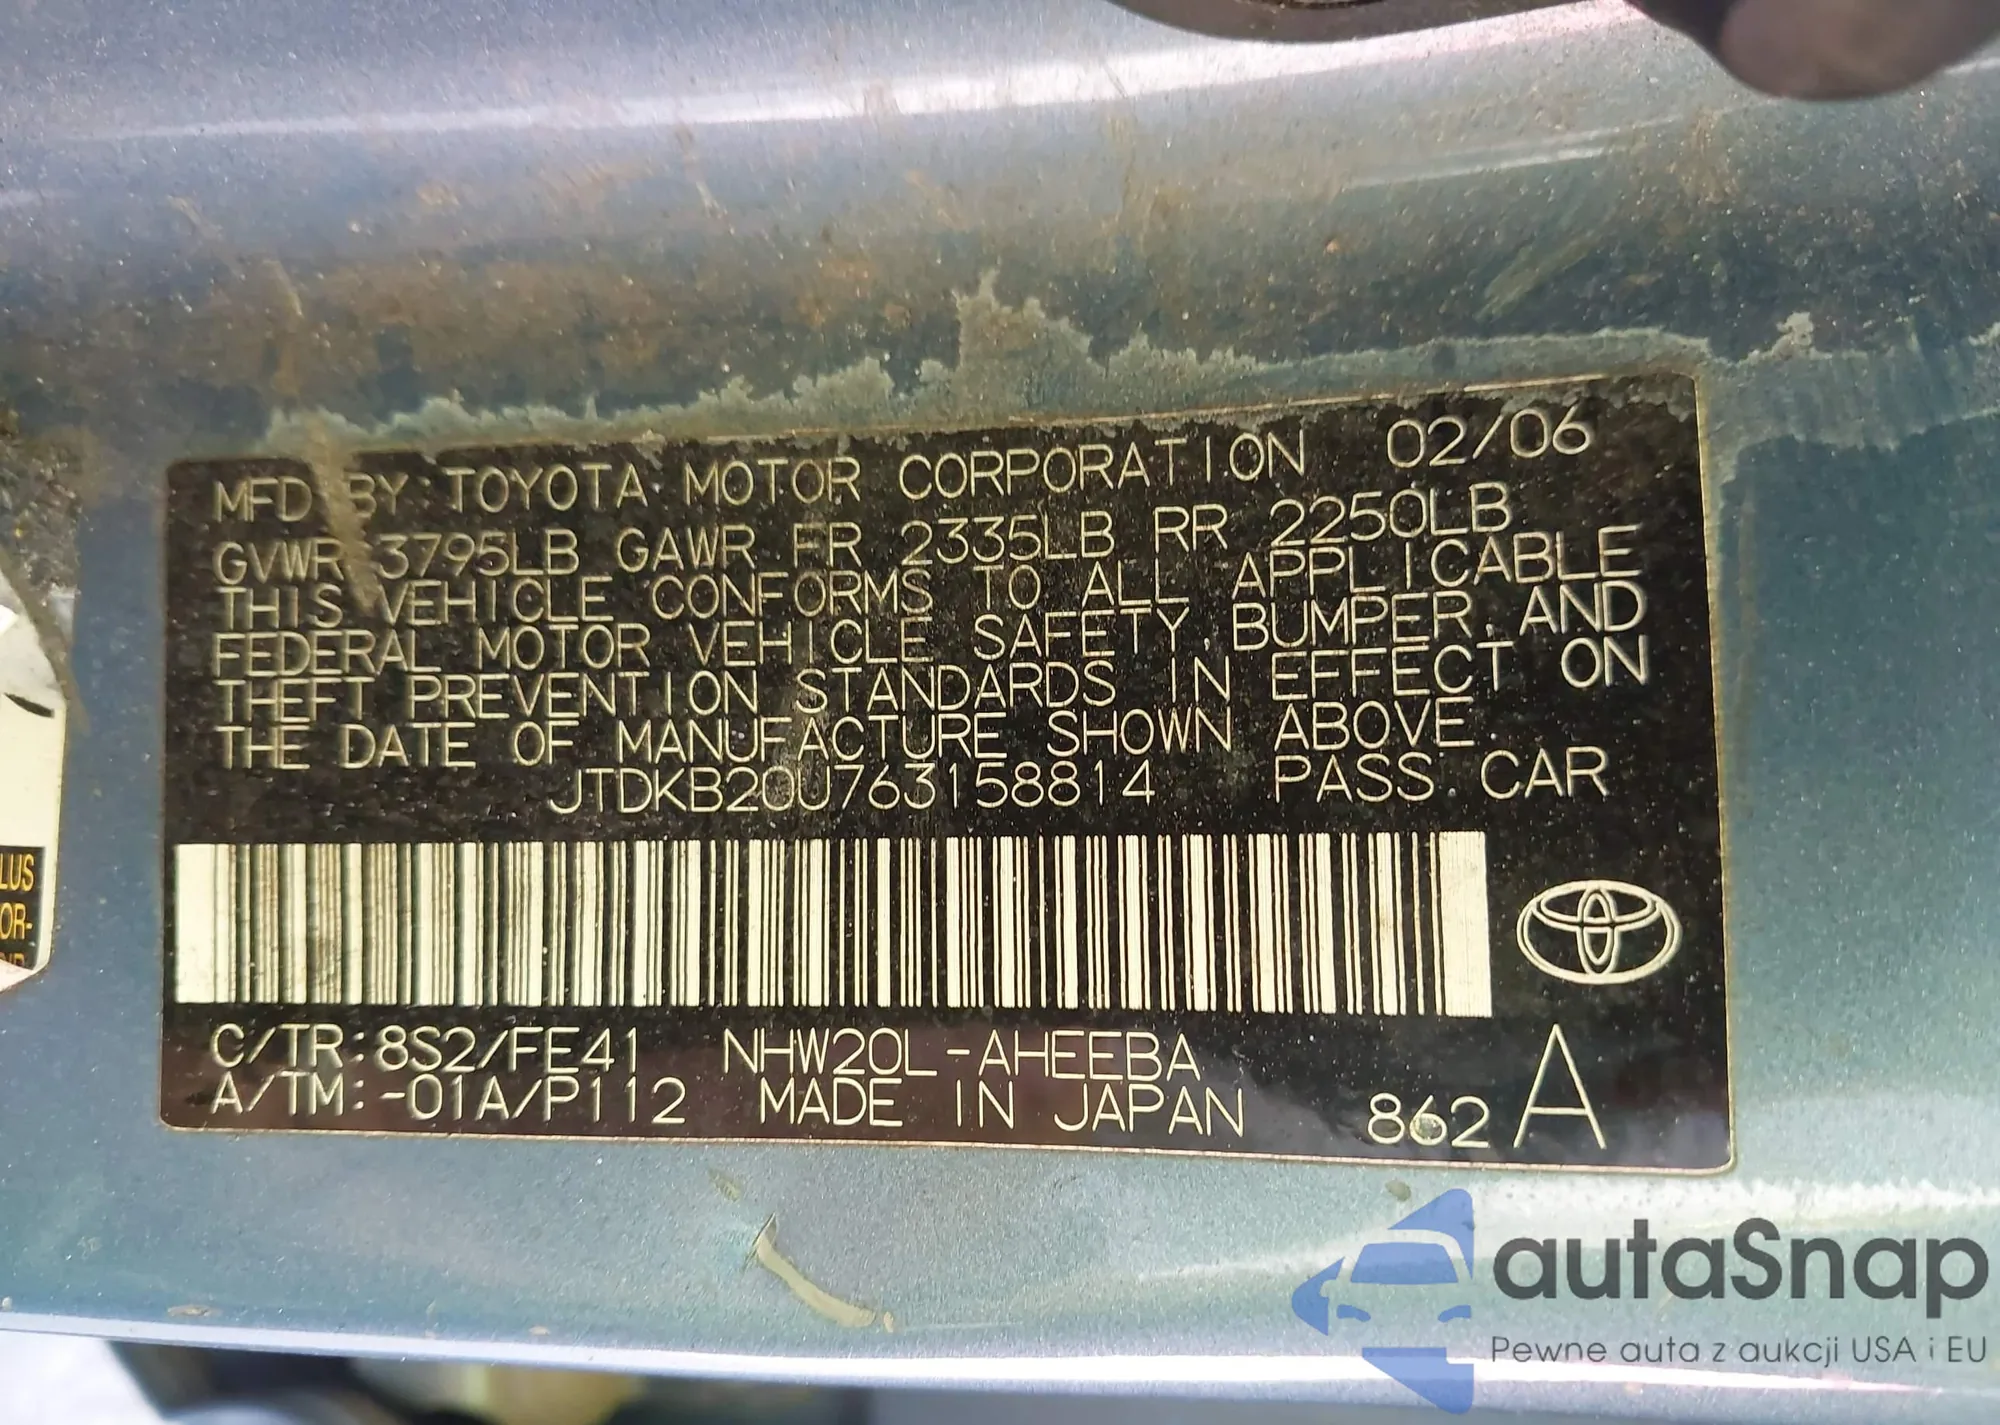 MFD. BY: TOYOTA MOTOR CORPORATION 02/06
GVWR 3795LB GAWR FR 2335LB RR 2250LB
THIS VEHICLE CONFORMS TO ALL APPLICABLE
FEDERAL MOTOR VEHICLE SAFETY, BUMPER, AND
THEFT PREVENTION STANDARDS IN EFFECT ON
THE DATE OF MANUFACTURE SHOWN ABOVE.
JTDKB20U763158814 PASS. CAR
C/TR:8S2/FE41 NHW20L-AHEEBA
A/TM:-01A/P112 MADE IN JAPAN 862 A
LUS
OR-
autaSnap
Pewne auta z aukcji USA i EU